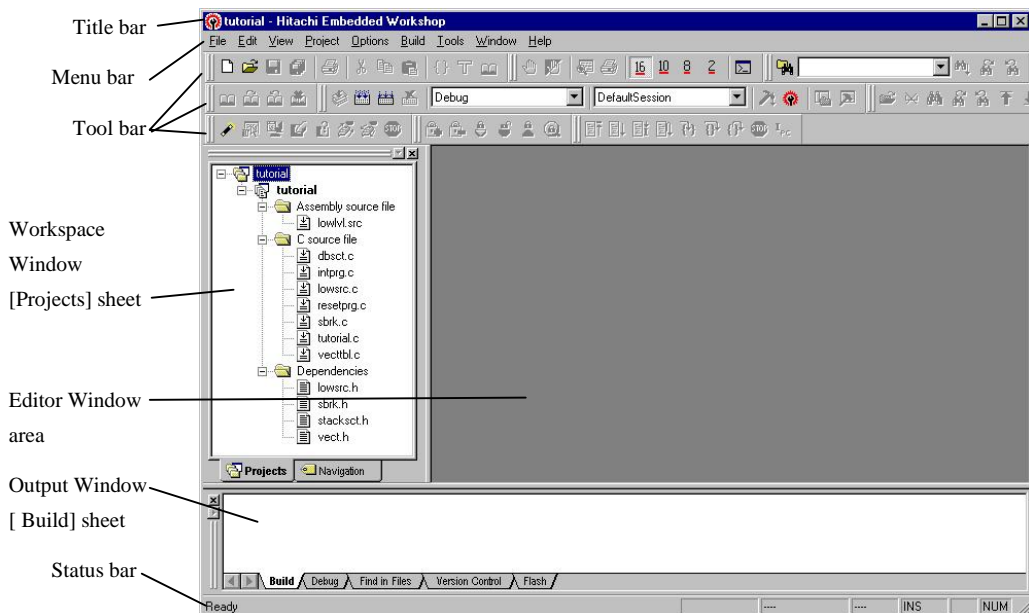 Title bar
tutorial - Hitachi Embedded Workshop
File Edit View Project Options Build Tools Window Help
Menu bar
16 10 8 2
Tool bar
Debug
DefaultSession
STOP
STOP
PC
tutorial
tutorial
Assembly source file
lowlvl.src
C source file
dbsct.c
intprg.c
lowsrc.c
resetprg.c
sbrk.c
tutorial.c
vecttbl.c
Dependencies
lowsrc.h
sbrk.h
stacksct.h
vect.h
Workspace
Window
[Projects] sheet
Editor Window
area
Projects Navigation
Output Window
[ Build] sheet
Build Debug Find in Files Version Control Flash
Status bar
Ready ---- ---- INS NUM